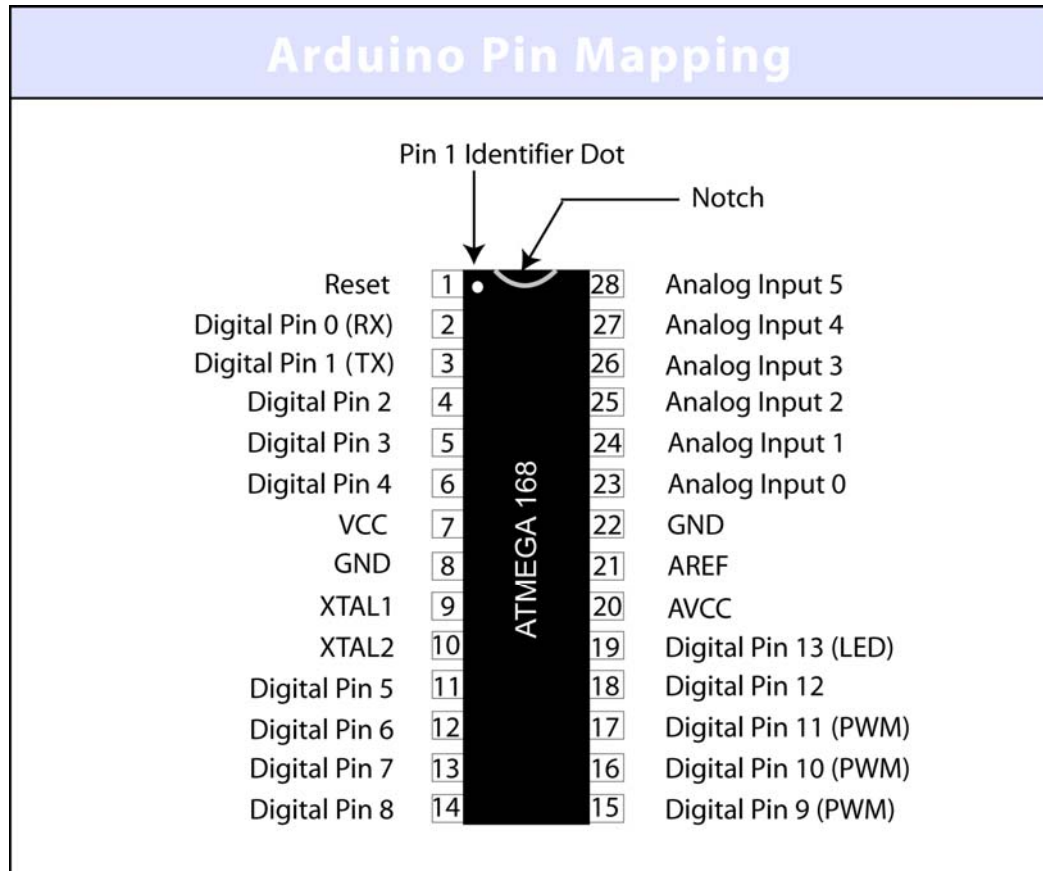 Arduino Pin Mapping
Pin 1 Identifier Dot
Notch
Reset 1 28 Analog Input 5
Digital Pin 0 (RX) 2 27 Analog Input 4
Digital Pin 1 (TX) 3 26 Analog Input 3
Digital Pin 2 4 25 Analog Input 2
Digital Pin 3 5 24 Analog Input 1
Digital Pin 4 6 23 Analog Input 0
VCC 7 22 GND
GND 8 21 AREF
XTAL1 9 20 AVCC
XTAL2 10 19 Digital Pin 13 (LED)
Digital Pin 5 11 18 Digital Pin 12
Digital Pin 6 12 17 Digital Pin 11 (PWM)
Digital Pin 7 13 16 Digital Pin 10 (PWM)
Digital Pin 8 14 15 Digital Pin 9 (PWM)
ATMEGA 168